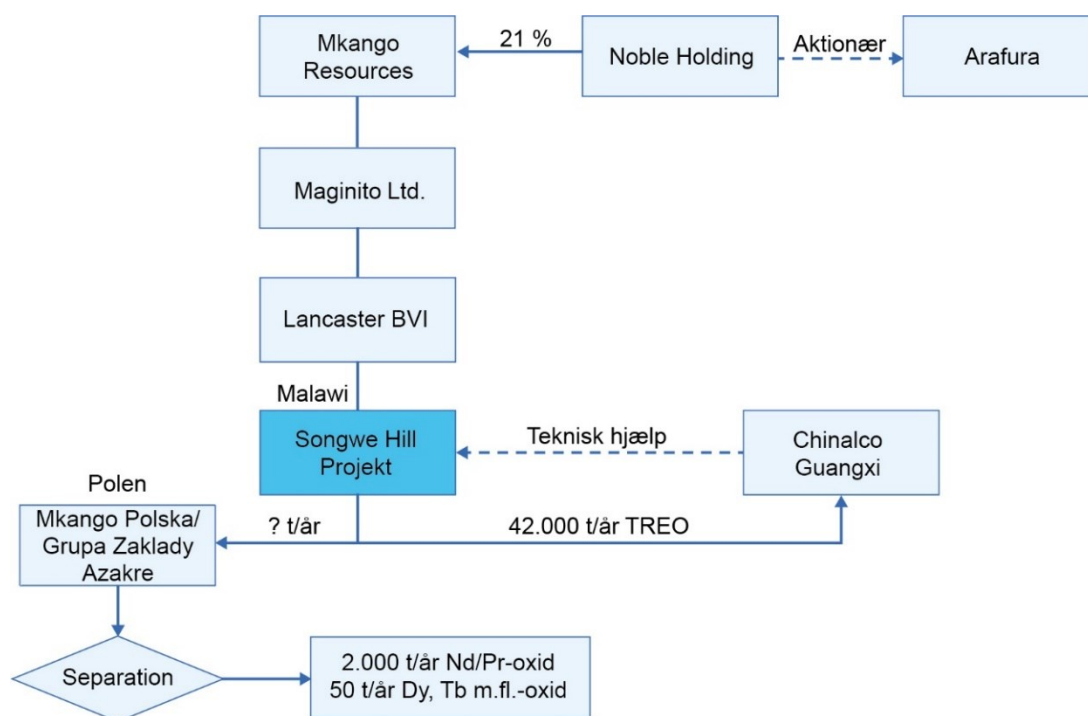 Mkango
Resources
21 %
Noble Holding
Aktionær
Arafura
Maginito Ltd.
Lancaster BVI
Malawi
Songwe Hill
Projekt
Teknisk hjælp
Chinalco
Guangxi
Polen
Mkango Polska/
Grupa Zaklady
Azakre
? t/år
42.000 t/år TREO
Separation
2.000 t/år Nd/Pr-oxid
50 t/år Dy, Tb m.fl.-oxid